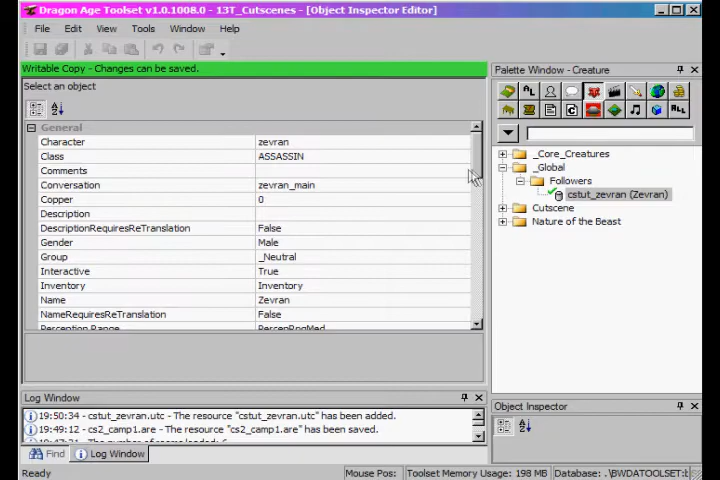 Dragon Age Toolset v1.0.1008.0 - 13T_Cutscenes - [Object Inspector Editor]
File Edit View Tools Window Help
Writable Copy - Changes can be saved.
Select an object
General
Character zevran
Class ASSASSIN
Comments
Conversation zevran_main
Copper 0
Description
DescriptionRequiresReTranslation False
Gender Male
Group _Neutral
Interactive True
Inventory Inventory
Name Zevran
NameRequiresReTranslation False
Perception Range PercepRngMed
Palette Window - Creature
_Core_Creatures
_Global
Followers
cstut_zevran (Zevran)
Cutscene
Nature of the Beast
Log Window
19:50:34 - cstut_zevran.utc - The resource "cstut_zevran.utc" has been added.
19:49:12 - cs2_camp1.are - The resource "cs2_camp1.are" has been saved.
Find Log Window
Object Inspector
Ready Mouse Pos: Toolset Memory Usage: 198 MB Database: .\BWDATOOLSET:b